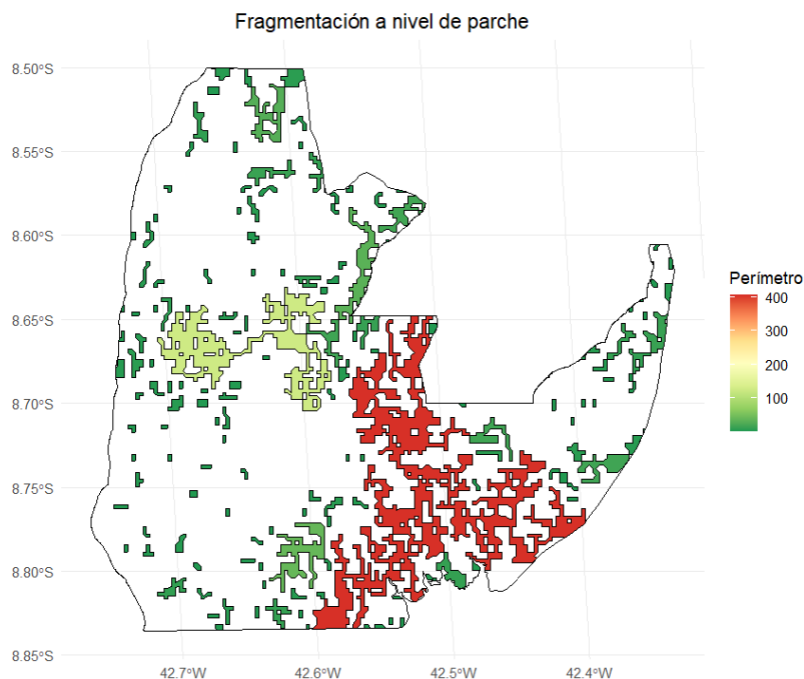 Fragmentación a nivel de parche
8.50°S
8.55°S
8.60°S
8.65°S
8.70°S
8.75°S
8.80°S
8.85°S
42.7°W
42.6°W
42.5°W
42.4°W
Perímetro
400
300
200
100